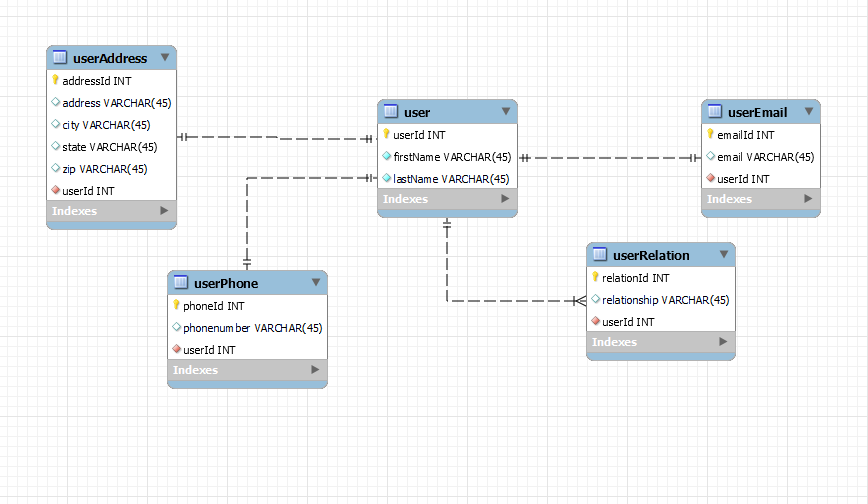 userAddress
addressId INT
address VARCHAR(45)
city VARCHAR(45)
state VARCHAR(45)
zip VARCHAR(45)
userId INT
Indexes
user
userId INT
firstName VARCHAR(45)
lastName VARCHAR(45)
Indexes
userEmail
emailId INT
email VARCHAR(45)
userId INT
Indexes
userPhone
phoneId INT
phonenumber VARCHAR(45)
userId INT
Indexes
userRelation
relationId INT
relationship VARCHAR(45)
userId INT
Indexes